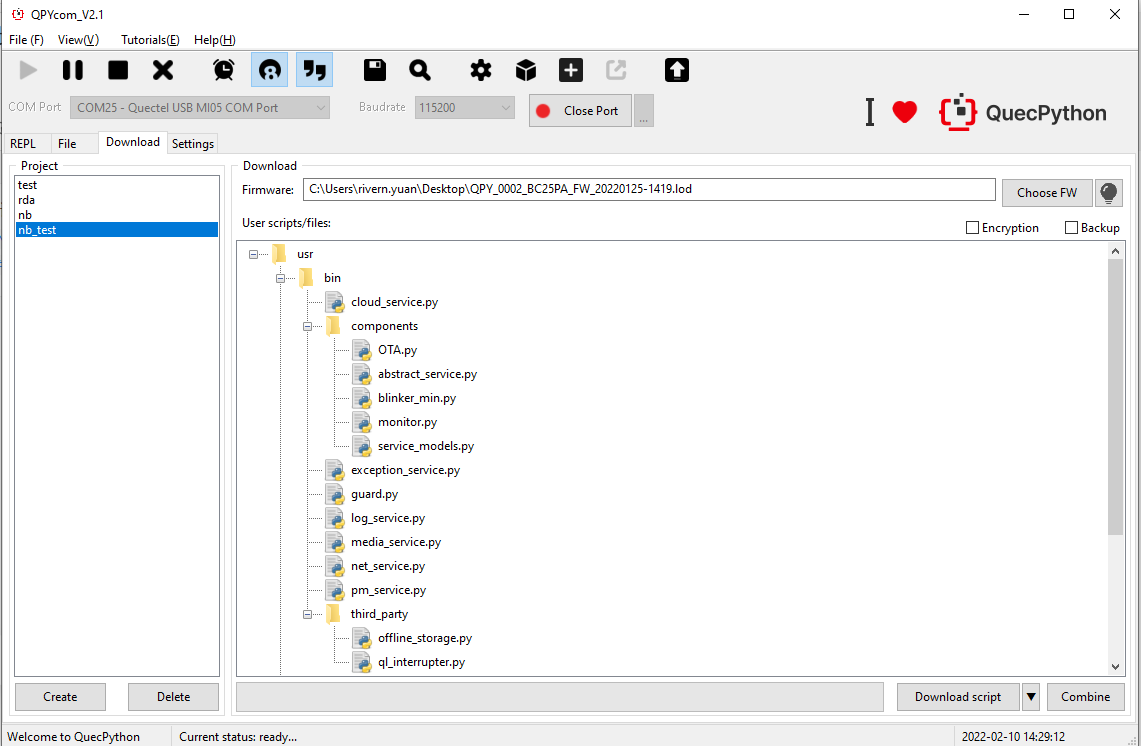 QPYcom_V2.1
File (F) View(V) Tutorials(E) Help(H)
COM Port COM25 - Quectel USB MI05 COM Port Baudrate 115200 Close Port ... I QuecPython
REPL File Download Settings
Project
test
rda
nb
nb_test
Create Delete
Download
Firmware: C:\Users\rivern.yuan\Desktop\QPY_0002_BC25PA_FW_20220125-1419.lod Choose FW
User scripts/files: Encryption Backup
usr
bin
cloud_service.py
components
OTA.py
abstract_service.py
blinker_min.py
monitor.py
service_models.py
exception_service.py
guard.py
log_service.py
media_service.py
net_service.py
pm_service.py
third_party
offline_storage.py
ql_interrupter.py
Download script Combine
Welcome to QuecPython Current status: ready... 2022-02-10 14:29:12